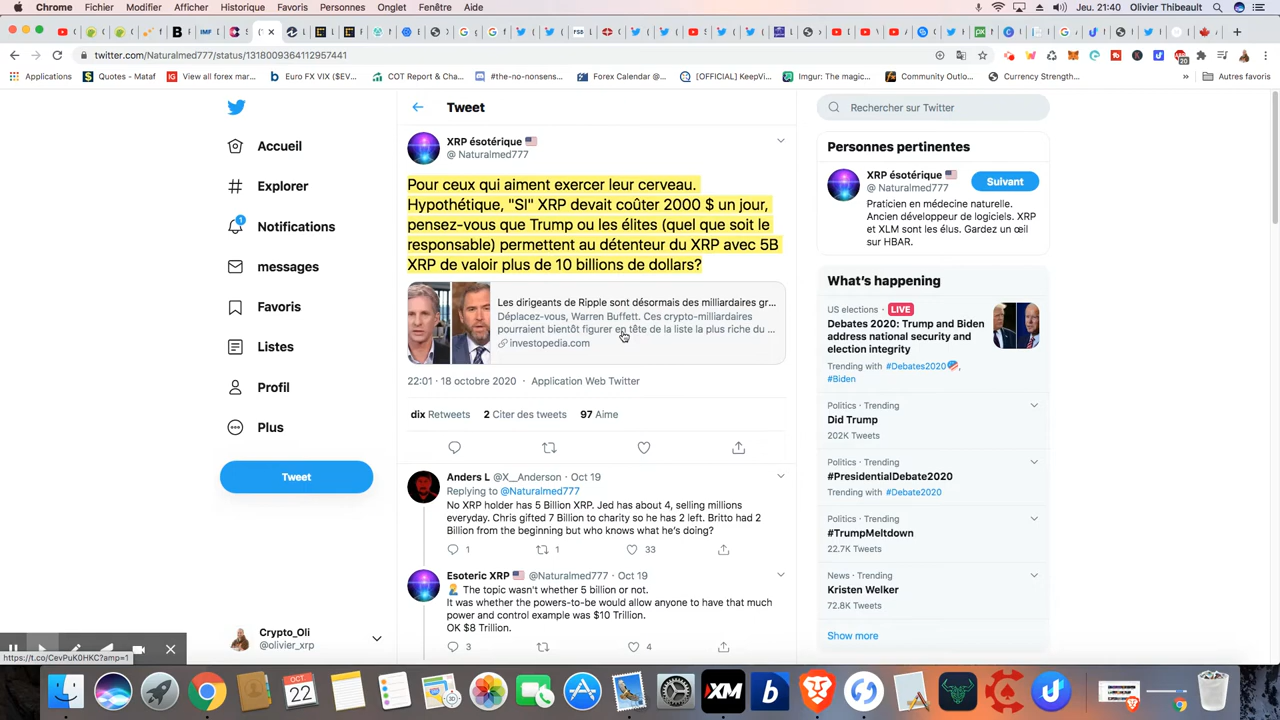 Chrome Fichier Modifier Afficher Historique Favoris Personnes Onglet Fenêtre Aide Jeu. 21:40 Olivier Thibeault
twitter.com/Naturalmed777/status/1318009364112957441
Applications Quotes - Mataf View all forex mar... Euro FX VIX ($EV... COT Report & Cha... #the-no-nonsens... Forex Calendar @... [OFFICIAL] KeepVi... Imgur: The magic... Community Outlo... Currency Strength... » Autres favoris
Tweet
Rechercher sur Twitter
Accueil
Explorer
Notifications
messages
Favoris
Listes
Profil
Plus
Tweet
Crypto_Oli
@olivier_xrp
https://t.co/CevPuK0HKC?amp=1
XRP ésotérique
@ Naturalmed777
Pour ceux qui aiment exercer leur cerveau.
Hypothétique, "SI" XRP devait coûter 2000 $ un jour,
pensez-vous que Trump ou les élites (quel que soit le
responsable) permettent au détenteur du XRP avec 5B
XRP de valoir plus de 10 billions de dollars?
Les dirigeants de Ripple sont désormais des milliardaires gr...
Déplacez-vous, Warren Buffett. Ces crypto-milliardaires
pourraient bientôt figurer en tête de la liste la plus riche du ...
investopedia.com
22:01 · 18 octobre 2020 · Application Web Twitter
dix Retweets 2 Citer des tweets 97 Aime
Anders L @X__Anderson · Oct 19
Replying to @Naturalmed777
No XRP holder has 5 Billion XRP. Jed has about 4, selling millions
everyday. Chris gifted 7 Billion to charity so he has 2 left. Britto had 2
Billion from the beginning but who knows what he's doing?
1 1 33
Esoteric XRP @Naturalmed777 · Oct 19
The topic wasn't whether 5 billion or not.
It was whether the powers-to-be would allow anyone to have that much
power and control example was $10 Trillion.
OK $8 Trillion.
3 4
Personnes pertinentes
XRP ésotérique
@ Naturalmed777
Suivant
Praticien en médecine naturelle.
Ancien développeur de logiciels. XRP
et XLM sont les élus. Gardez un œil
sur HBAR.
What's happening
US elections LIVE
Debates 2020: Trump and Biden
address national security and
election integrity
Trending with #Debates2020,
#Biden
Politics · Trending
Did Trump
202K Tweets
Politics · Trending
#PresidentialDebate2020
Trending with #Debate2020
Politics · Trending
#TrumpMeltdown
22.7K Tweets
News · Trending
Kristen Welker
72.8K Tweets
Show more
OCT.
22
XM
b